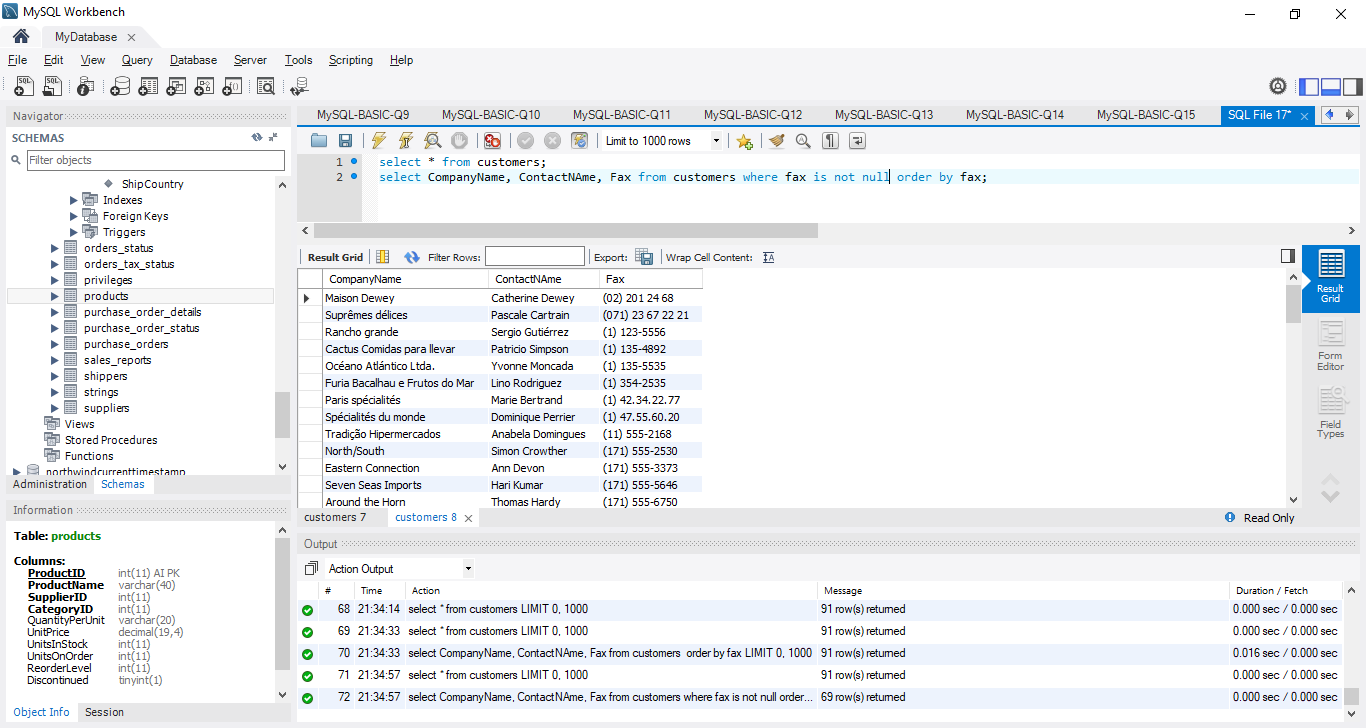 MySQL Workbench
MyDatabase
File Edit View Query Database Server Tools Scripting Help
Navigator
SCHEMAS
Filter objects
ShipCountry
Indexes
Foreign Keys
Triggers
orders_status
orders_tax_status
privileges
products
purchase_order_details
purchase_order_status
purchase_orders
sales_reports
shippers
strings
suppliers
Views
Stored Procedures
Functions
northwindcurrenttimestamp
Administration Schemas
Information
Table: products
Columns:
ProductID int(11) AI PK
ProductName varchar(40)
SupplierID int(11)
CategoryID int(11)
QuantityPerUnit varchar(20)
UnitPrice decimal(19,4)
UnitsInStock int(11)
UnitsOnOrder int(11)
ReorderLevel int(11)
Discontinued tinyint(1)
Object Info Session
MySQL-BASIC-Q9 MySQL-BASIC-Q10 MySQL-BASIC-Q11 MySQL-BASIC-Q12 MySQL-BASIC-Q13 MySQL-BASIC-Q14 MySQL-BASIC-Q15 SQL File 17*
Limit to 1000 rows
1 select * from customers;
2 select CompanyName, ContactNAme, Fax from customers where fax is not null order by fax;
Result Grid Filter Rows: Export: Wrap Cell Content:
CompanyName ContactNAme Fax
Maison Dewey Catherine Dewey (02) 201 24 68
Suprêmes délices Pascale Cartrain (071) 23 67 22 21
Rancho grande Sergio Gutiérrez (1) 123-5556
Cactus Comidas para llevar Patricio Simpson (1) 135-4892
Océano Atlántico Ltda. Yvonne Moncada (1) 135-5535
Furia Bacalhau e Frutos do Mar Lino Rodriguez (1) 354-2535
Paris spécialités Marie Bertrand (1) 42.34.22.77
Spécialités du monde Dominique Perrier (1) 47.55.60.20
Tradição Hipermercados Anabela Domingues (11) 555-2168
North/South Simon Crowther (171) 555-2530
Eastern Connection Ann Devon (171) 555-3373
Seven Seas Imports Hari Kumar (171) 555-5646
Around the Horn Thomas Hardy (171) 555-6750
Result
Grid
Form
Editor
Field
Types
customers 7 customers 8 Read Only
Output
Action Output
# Time Action Message Duration / Fetch
68 21:34:14 select * from customers LIMIT 0, 1000 91 row(s) returned 0.000 sec / 0.000 sec
69 21:34:33 select * from customers LIMIT 0, 1000 91 row(s) returned 0.000 sec / 0.000 sec
70 21:34:33 select CompanyName, ContactNAme, Fax from customers order by fax LIMIT 0, 1000 91 row(s) returned 0.016 sec / 0.000 sec
71 21:34:57 select * from customers LIMIT 0, 1000 91 row(s) returned 0.000 sec / 0.000 sec
72 21:34:57 select CompanyName, ContactNAme, Fax from customers where fax is not null order... 69 row(s) returned 0.000 sec / 0.000 sec